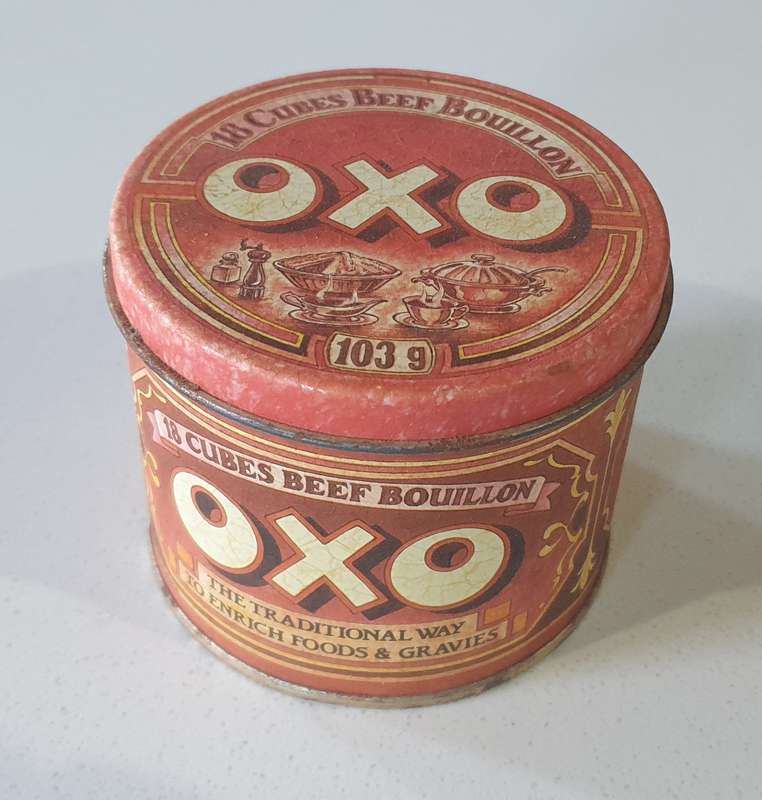 18 CUBES BEEF BOUILLON
OXO
103 g
18 CUBES BEEF BOUILLON
OXO
THE TRADITIONAL WAY
TO ENRICH FOODS & GRAVIES